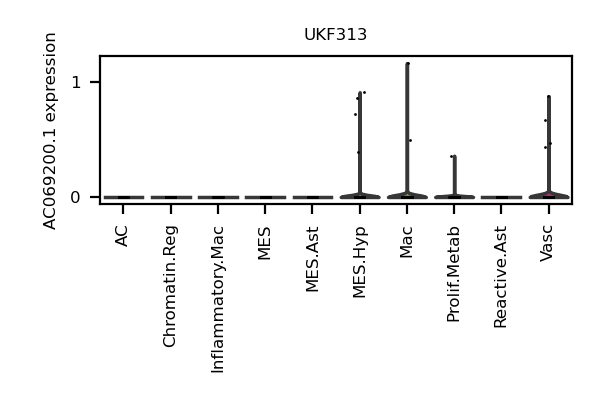 UKF313
AC069200.1 expression
1
0
AC
Chromatin.Reg
Inflammatory.Mac
MES
MES.Ast
MES.Hyp
Mac
Prolif.Metab
Reactive.Ast
Vasc